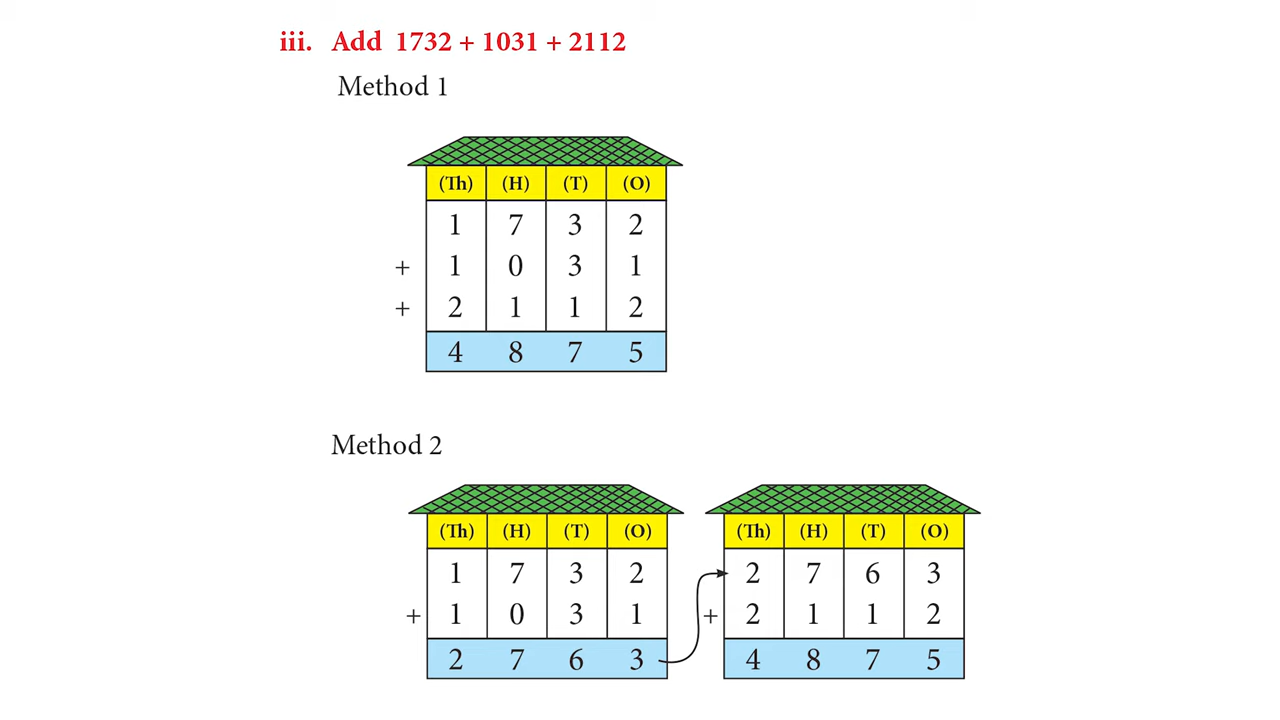 iii. Add 1732 + 1031 + 2112
Method 1
(Th) (H) (T) (O)
1 7 3 2
+ 1 0 3 1
+ 2 1 1 2
4 8 7 5
Method 2
(Th) (H) (T) (O)
1 7 3 2
+ 1 0 3 1
2 7 6 3
(Th) (H) (T) (O)
2 7 6 3
+ 2 1 1 2
4 8 7 5